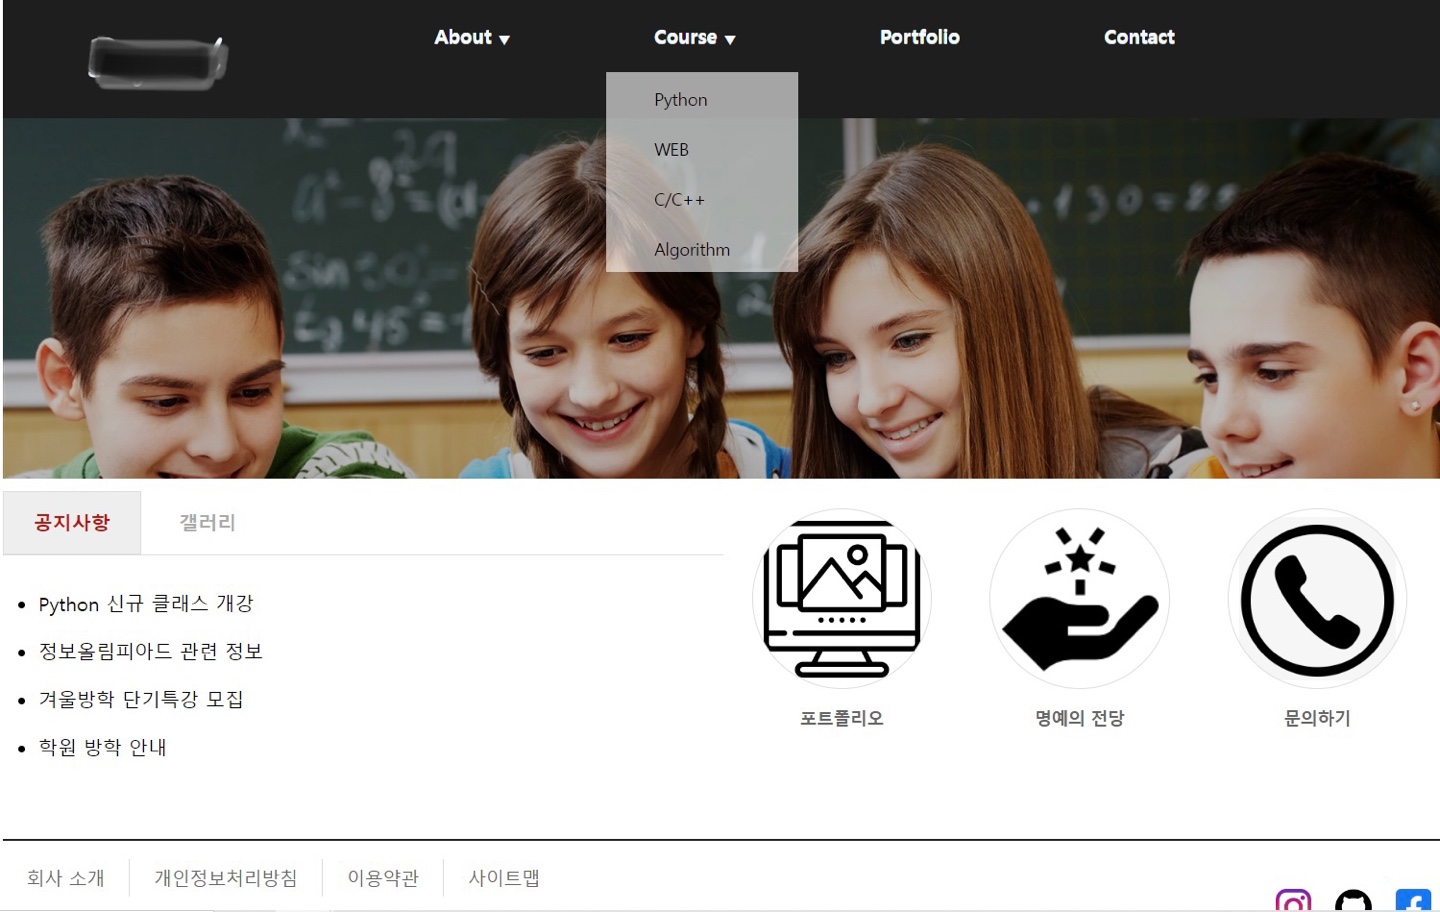 About ▼
Course ▼
Portfolio
Contact
Python
WEB
C/C++
Algorithm
공지사항
갤러리
• Python 신규 클래스 개강
• 정보올림피아드 관련 정보
• 겨울방학 단기특강 모집
• 학원 방학 안내
포트폴리오
명예의 전당
문의하기
회사 소개
개인정보처리방침
이용약관
사이트맵